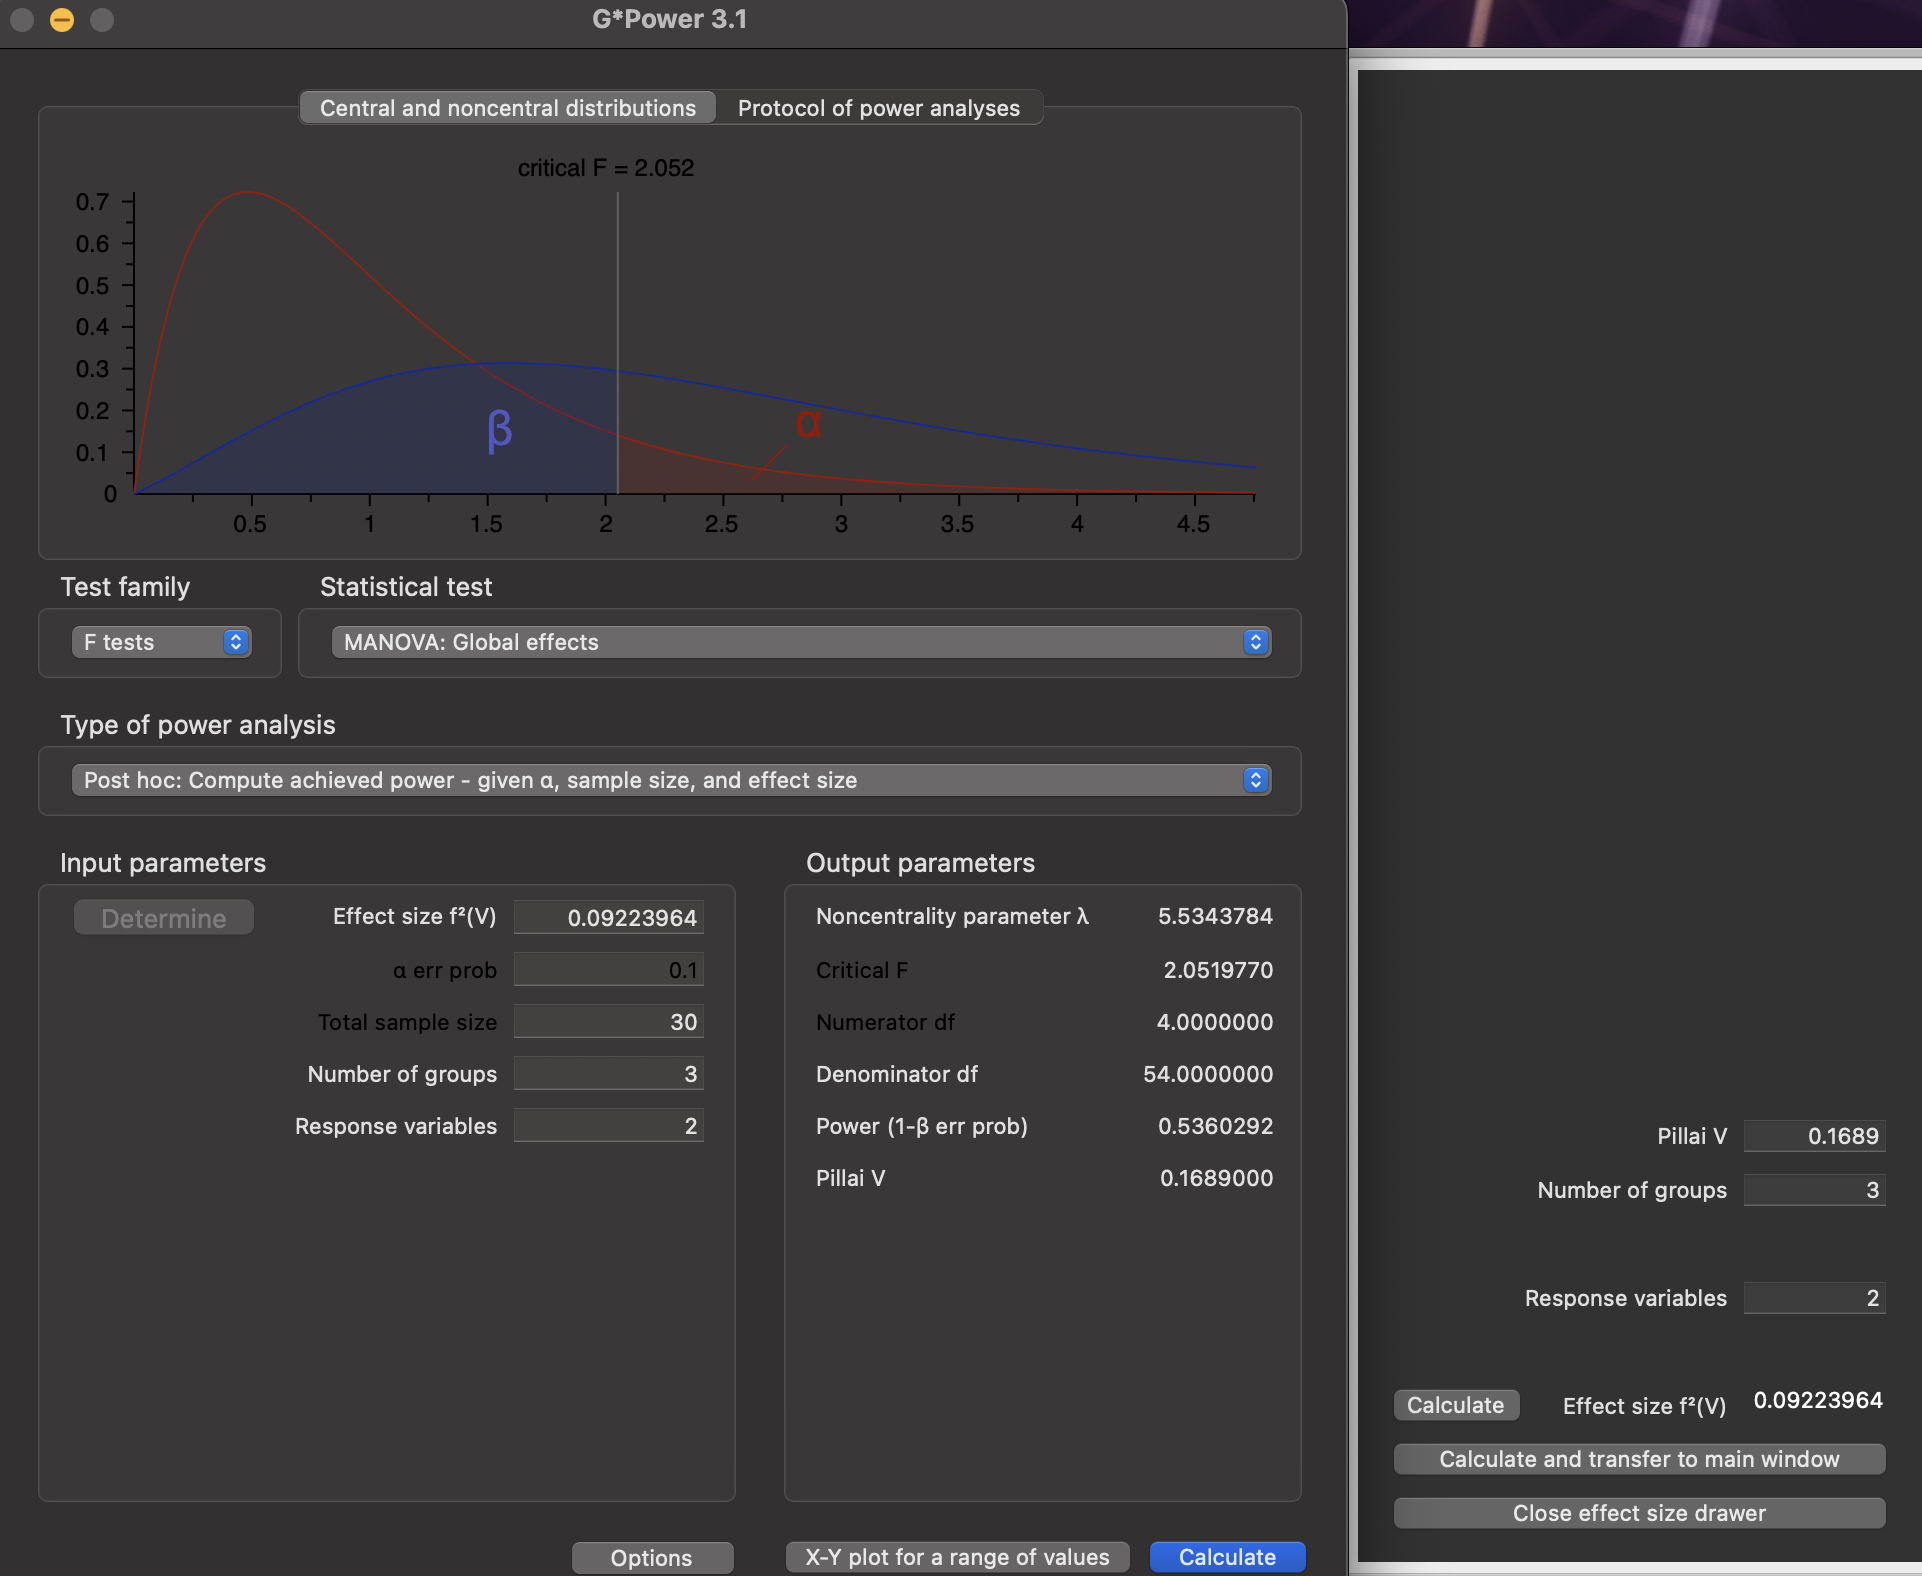 G*Power 3.1
Central and noncentral distributions
Protocol of power analyses
critical F = 2.052
0.7
0.6
0.5
0.4
0.3
0.2
0.1
0
β
α
0.5
1
1.5
2
2.5
3
3.5
4
4.5
Test family
Statistical test
F tests
MANOVA: Global effects
Type of power analysis
Post hoc: Compute achieved power - given α, sample size, and effect size
Input parameters
Determine
Effect size f²(V)
0.09223964
α err prob
0.1
Total sample size
30
Number of groups
3
Response variables
2
Output parameters
Noncentrality parameter λ
5.5343784
Critical F
2.0519770
Numerator df
4.0000000
Denominator df
54.0000000
Power (1-β err prob)
0.5360292
Pillai V
0.1689000
Options
X-Y plot for a range of values
Calculate
Pillai V
0.1689
Number of groups
3
Response variables
2
Calculate
Effect size f²(V)
0.09223964
Calculate and transfer to main window
Close effect size drawer